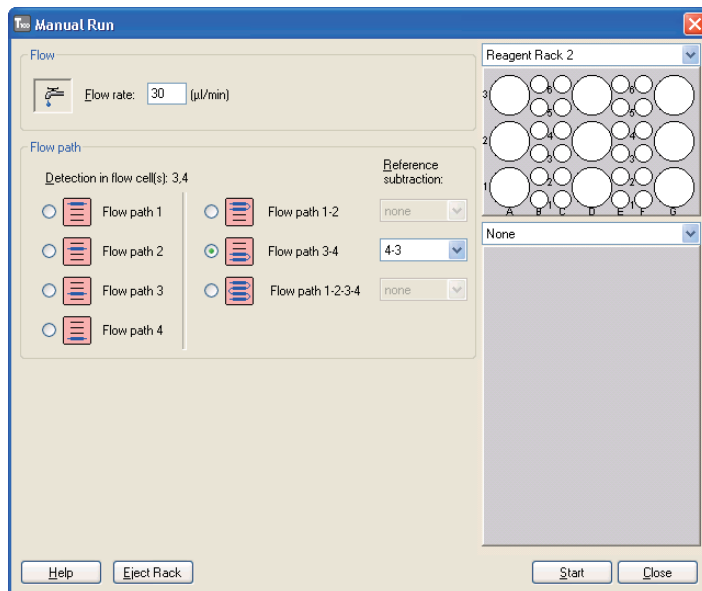 T100 Manual Run
Flow
Flow rate: 30 (µl/min)
Flow path
Detection in flow cell(s): 3,4
Reference
subtraction:
Flow path 1
Flow path 1-2
none
Flow path 2
Flow path 3-4
4-3
Flow path 3
Flow path 1-2-3-4
none
Flow path 4
Reagent Rack 2
3
6
6
5
5
2
4
4
3
3
1
2
2
1
1
A B C D E F G
None
Help
Eject Rack
Start
Close